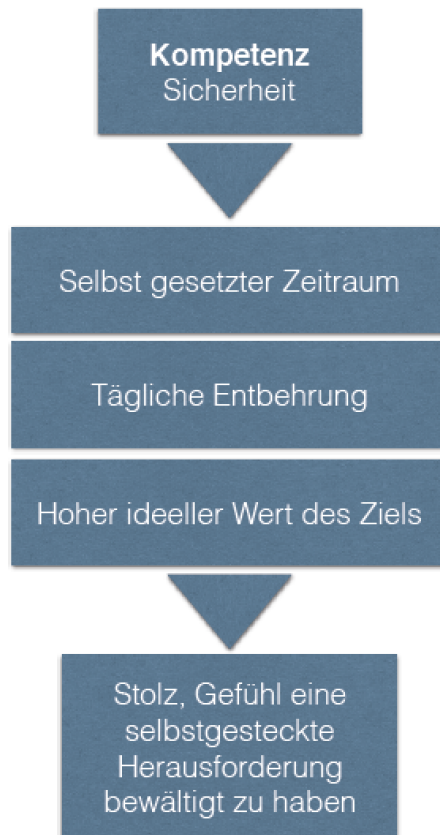 Kompetenz
Sicherheit
Selbst gesetzter Zeitraum
Tägliche Entbehrung
Hoher ideeller Wert des Ziels
Stolz, Gefühl eine
selbstgesteckte
Herausforderung
bewältigt zu haben